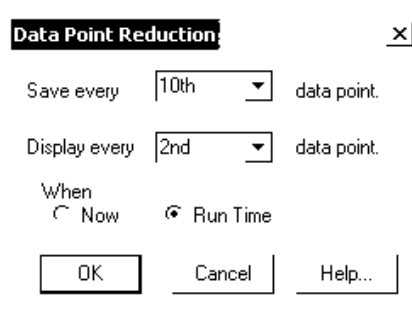 Data Point Reduction
Save every 10th data point.
Display every 2nd data point.
When
Now Run Time
OK Cancel Help...